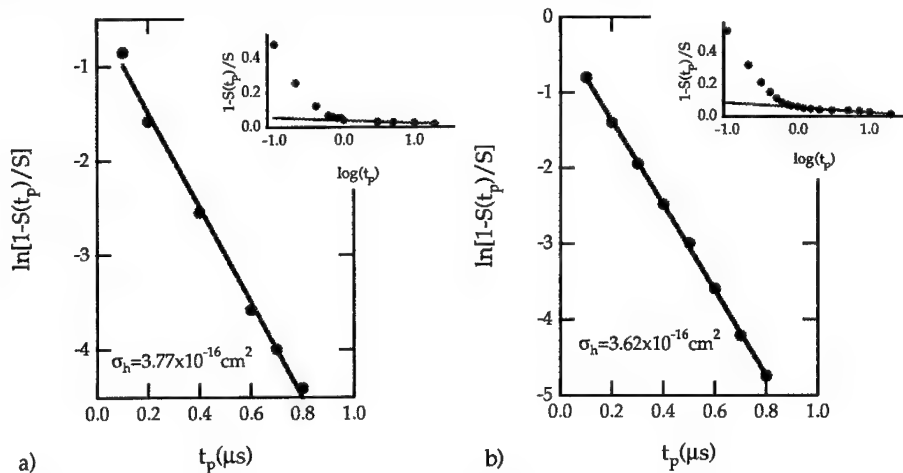 -1
-2
-3
-4
ln[1-S(tp)/S]
0.0 0.2 0.4 0.6 0.8 1.0
tp(μs)
σh=3.77x10-16cm2
1-S(tp)/S
0.4
0.2
0.0
-1.0 0.0 1.0
log(tp)
a)
0
-1
-2
-3
-4
-5
ln[1-S(tp)/S]
0.0 0.2 0.4 0.6 0.8 1.0
tp(μs)
σh=3.62x10-16cm2
1-S(tp)/S
0.4
0.2
0.0
-1.0 0.0 1.0
log(tp)
b)